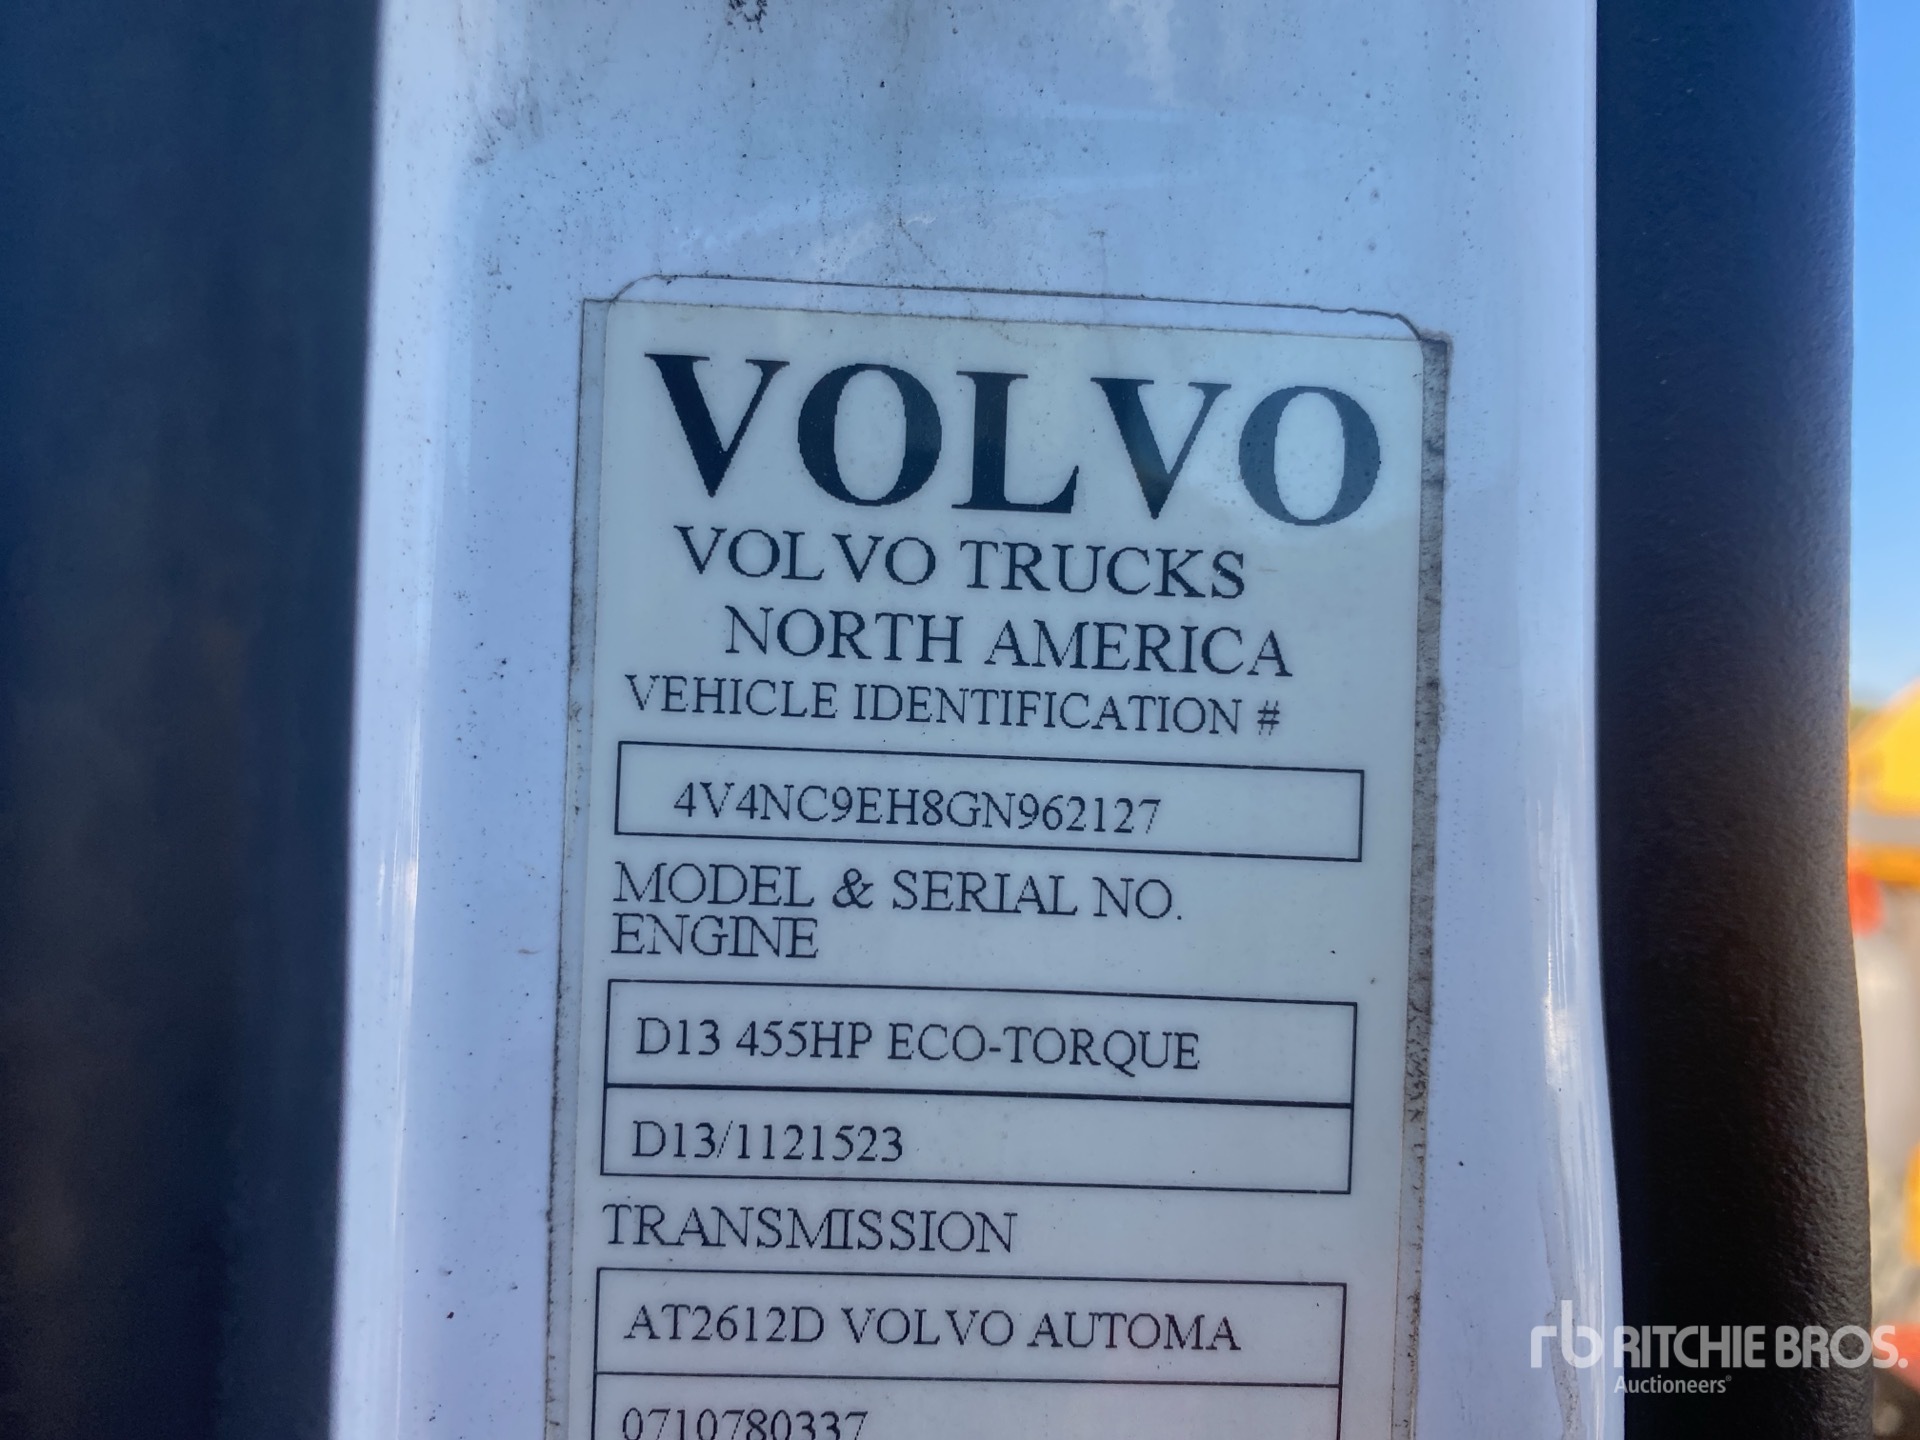 VOLVO
VOLVO TRUCKS
NORTH AMERICA
VEHICLE IDENTIFICATION #
4V4NC9EH8GN962127
MODEL & SERIAL NO.
ENGINE
D13 455HP ECO-TORQUE
D13/1121523
TRANSMISSION
AT2612D VOLVO AUTOMA
0710780337
rb RITCHIE BROS.
Auctioneers®